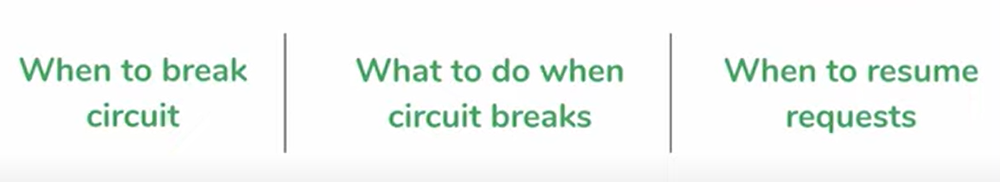 When to break
circuit
What to do when
circuit breaks
When to resume
requests